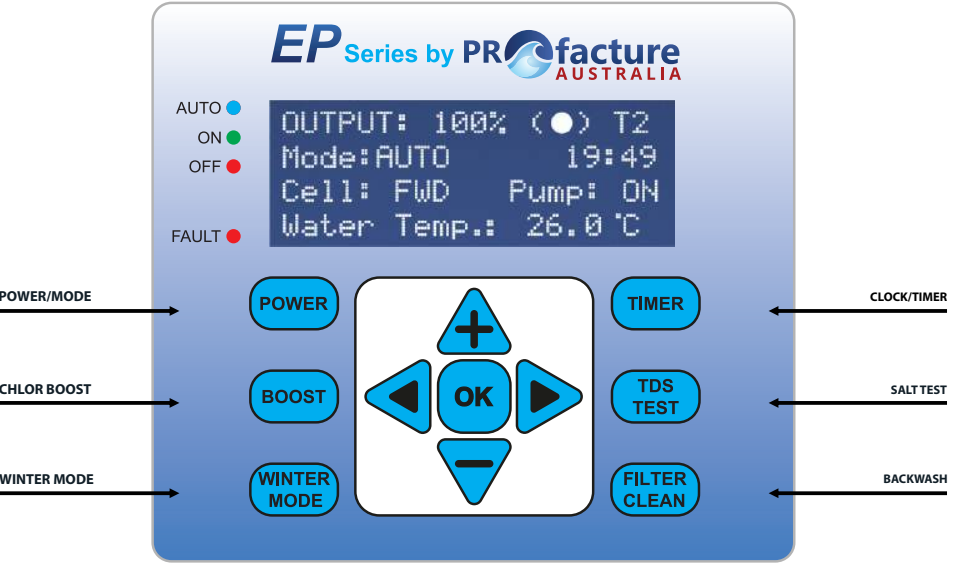 EP Series by PROfacture
AUSTRALIA
AUTO
ON
OFF
FAULT
OUTPUT: 100% (●) T2
Mode:AUTO 19:49
Cell: FWD Pump: ON
Water Temp.: 26.0 °C
POWER/MODE
POWER
TIMER
CLOCK/TIMER
CHLOR BOOST
BOOST
OK
TDS
TEST
SALT TEST
WINTER MODE
WINTER
MODE
FILTER
CLEAN
BACKWASH